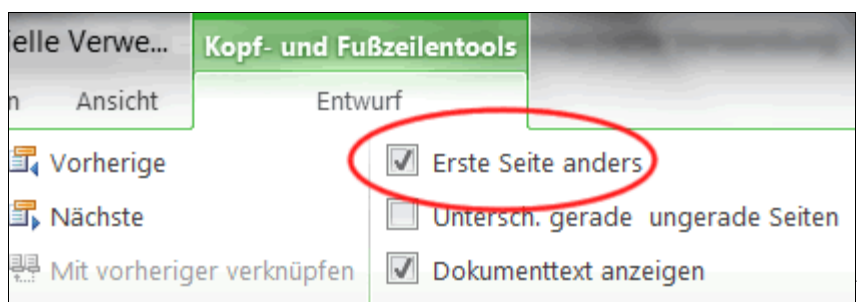 elle Verwe... Kopf- und Fußzeilentools
n Ansicht Entwurf
Vorherige Erste Seite anders
Nächste Untersch. gerade ungerade Seiten
Mit vorheriger verknüpfen Dokumenttext anzeigen